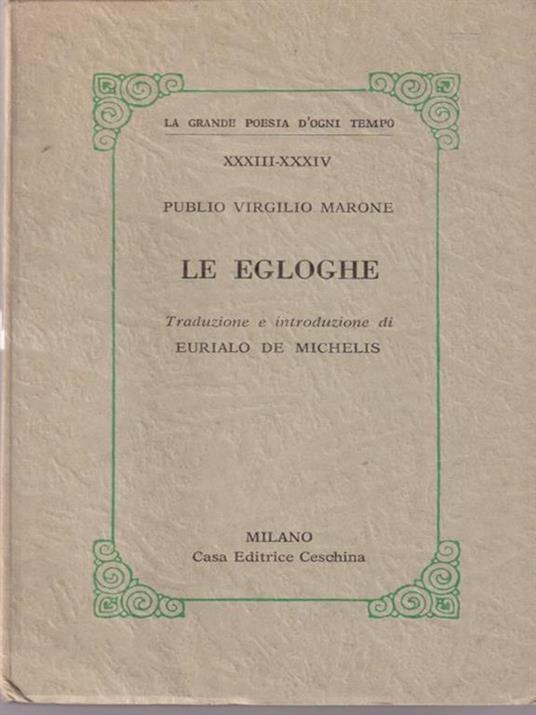 LA GRANDE POESIA D'OGNI TEMPO
XXXIII-XXXIV
PUBLIO VIRGILIO MARONE
LE EGLOGHE
Traduzione e introduzione di
EURIALO DE MICHELIS
MILANO
Casa Editrice Ceschina